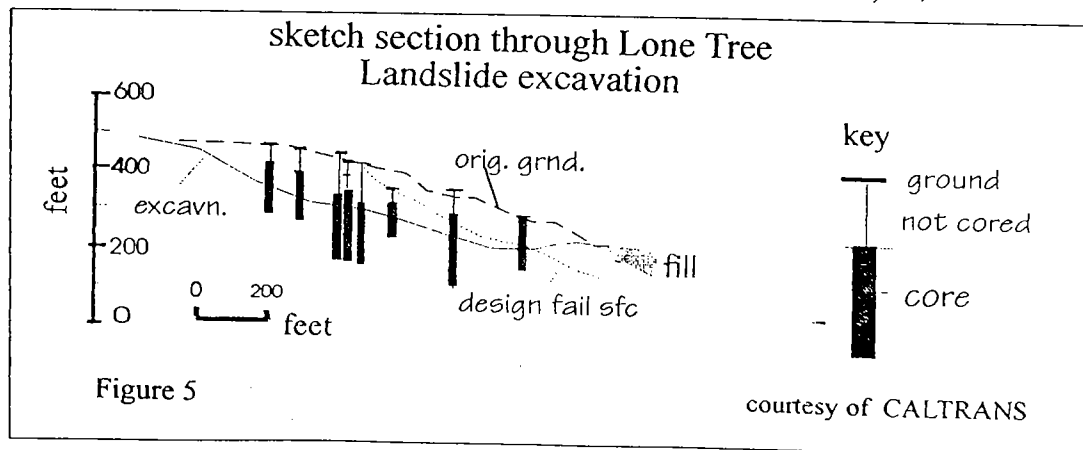 sketch section through Lone Tree
Landslide excavation
600
400
200
0
feet
excavn.
orig. grnd.
design fail sfc
fill
0 200
feet
key
ground
not cored
core
Figure 5
courtesy of CALTRANS